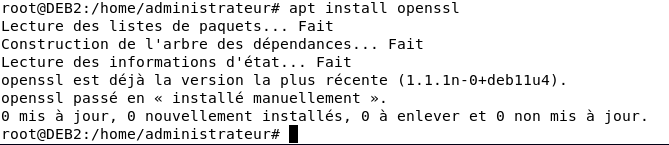 root@DEB2:/home/administrateur# apt install openssl
Lecture des listes de paquets... Fait
Construction de l'arbre des dépendances... Fait
Lecture des informations d'état... Fait
openssl est déjà la version la plus récente (1.1.1n-0+deb11u4).
openssl passé en « installé manuellement ».
0 mis à jour, 0 nouvellement installés, 0 à enlever et 0 non mis à jour.
root@DEB2:/home/administrateur#